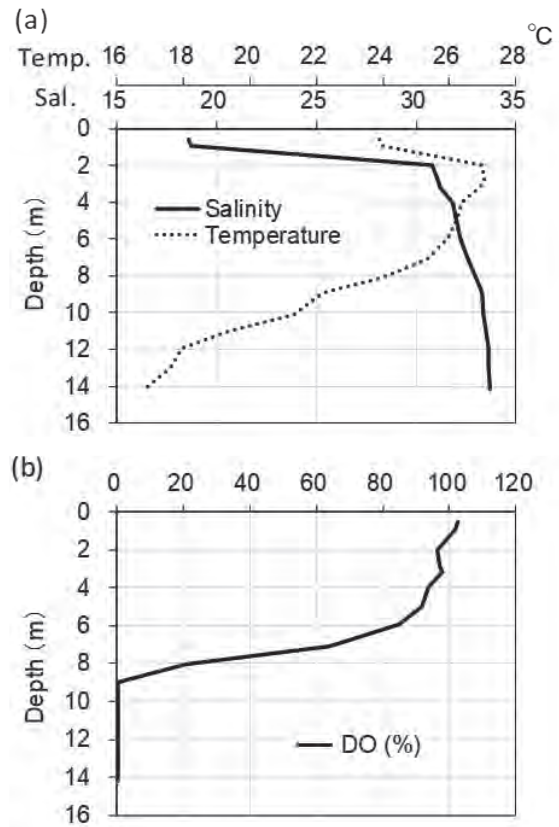 (a)
°C
Temp. 16 18 20 22 24 26 28
Sal. 15 20 25 30 35
0
2
4
6
8
10
12
14
16
Depth (m)
Salinity
Temperature
(b)
0 20 40 60 80 100 120
0
2
4
6
8
10
12
14
16
Depth (m)
DO (%)